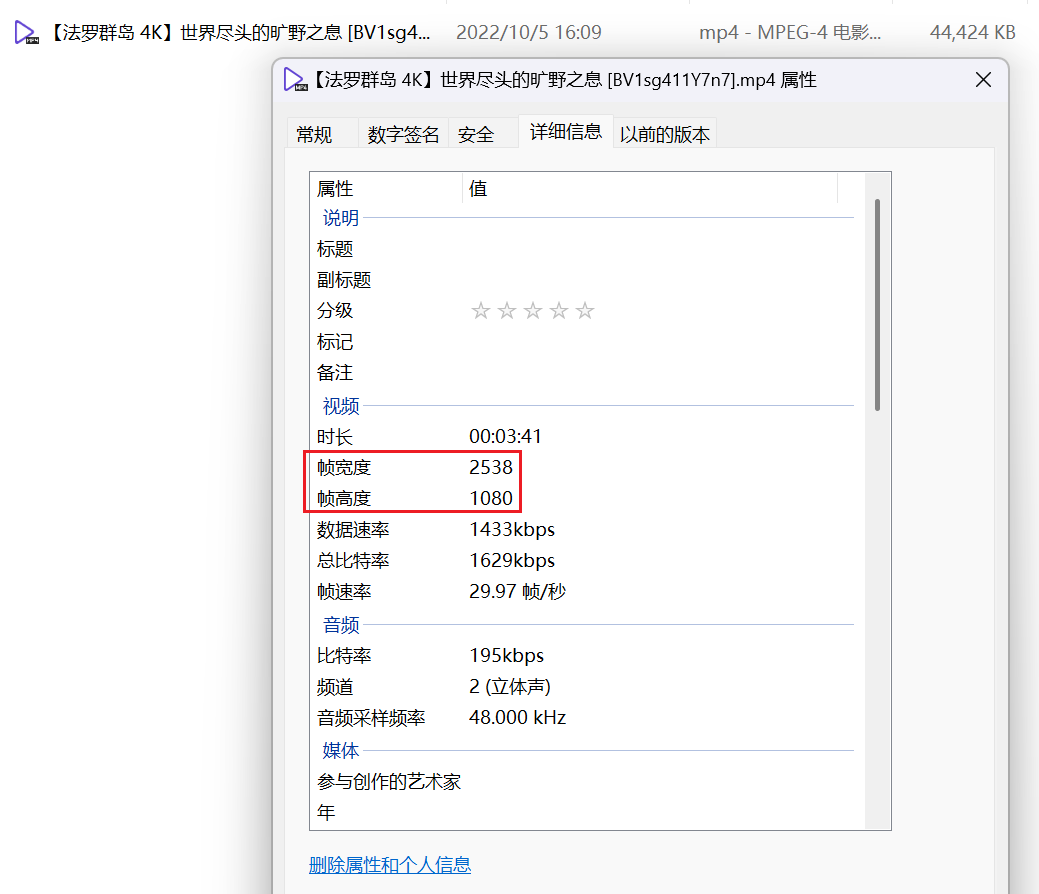 【法罗群岛 4K】世界尽头的旷野之息 [BV1sg4... 2022/10/5 16:09 mp4 - MPEG-4 电影... 44,424 KB
【法罗群岛 4K】世界尽头的旷野之息 [BV1sg411Y7n7].mp4 属性
常规 数字签名 安全 详细信息 以前的版本
属性 值
说明
标题
副标题
分级 ☆☆☆☆☆
标记
备注
视频
时长 00:03:41
帧宽度 2538
帧高度 1080
数据速率 1433kbps
总比特率 1629kbps
帧速率 29.97 帧/秒
音频
比特率 195kbps
频道 2 (立体声)
音频采样频率 48.000 kHz
媒体
参与创作的艺术家
年
删除属性和个人信息